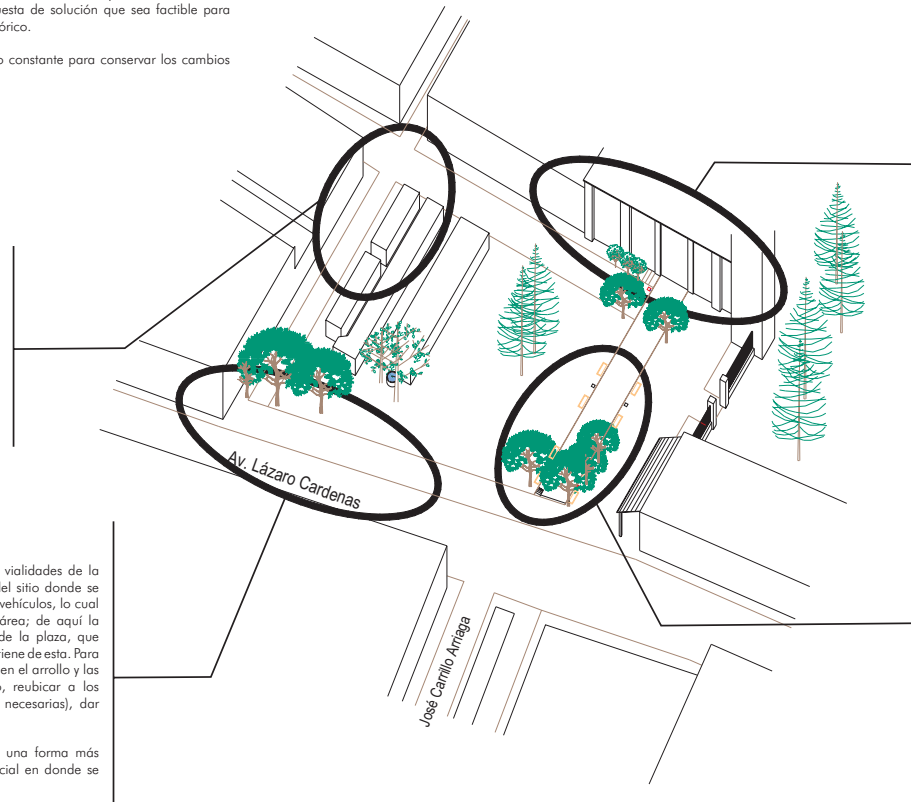 uesta de solución que sea factible para
órico.
o constante para conservar los cambios
Av. Lázaro Cardenas
vialidades de la
del sitio donde se
vehículos, lo cual
área; de aquí la
de la plaza, que
tiene de esta. Para
en el arrollo y las
o, reubicar a los
necesarias), dar
una forma más
cial en donde se
José Carrillo Arriaga